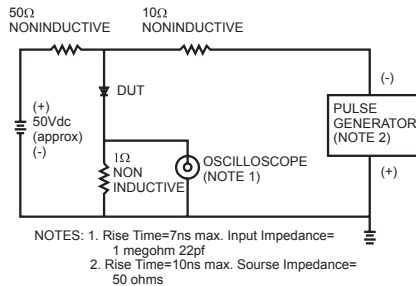 50Ω
NONINDUCTIVE
10Ω
NONINDUCTIVE
(+)
50Vdc
(approx)
(-)
DUT
1Ω
NON
INDUCTIVE
OSCILLOSCOPE
(NOTE 1)
(-)
PULSE
GENERATOR
(NOTE 2)
(+)
NOTES: 1. Rise Time=7ns max. Input Impedance=
1 megohm 22pf
2. Rise Time=10ns max. Sourse Impedance=
50 ohms